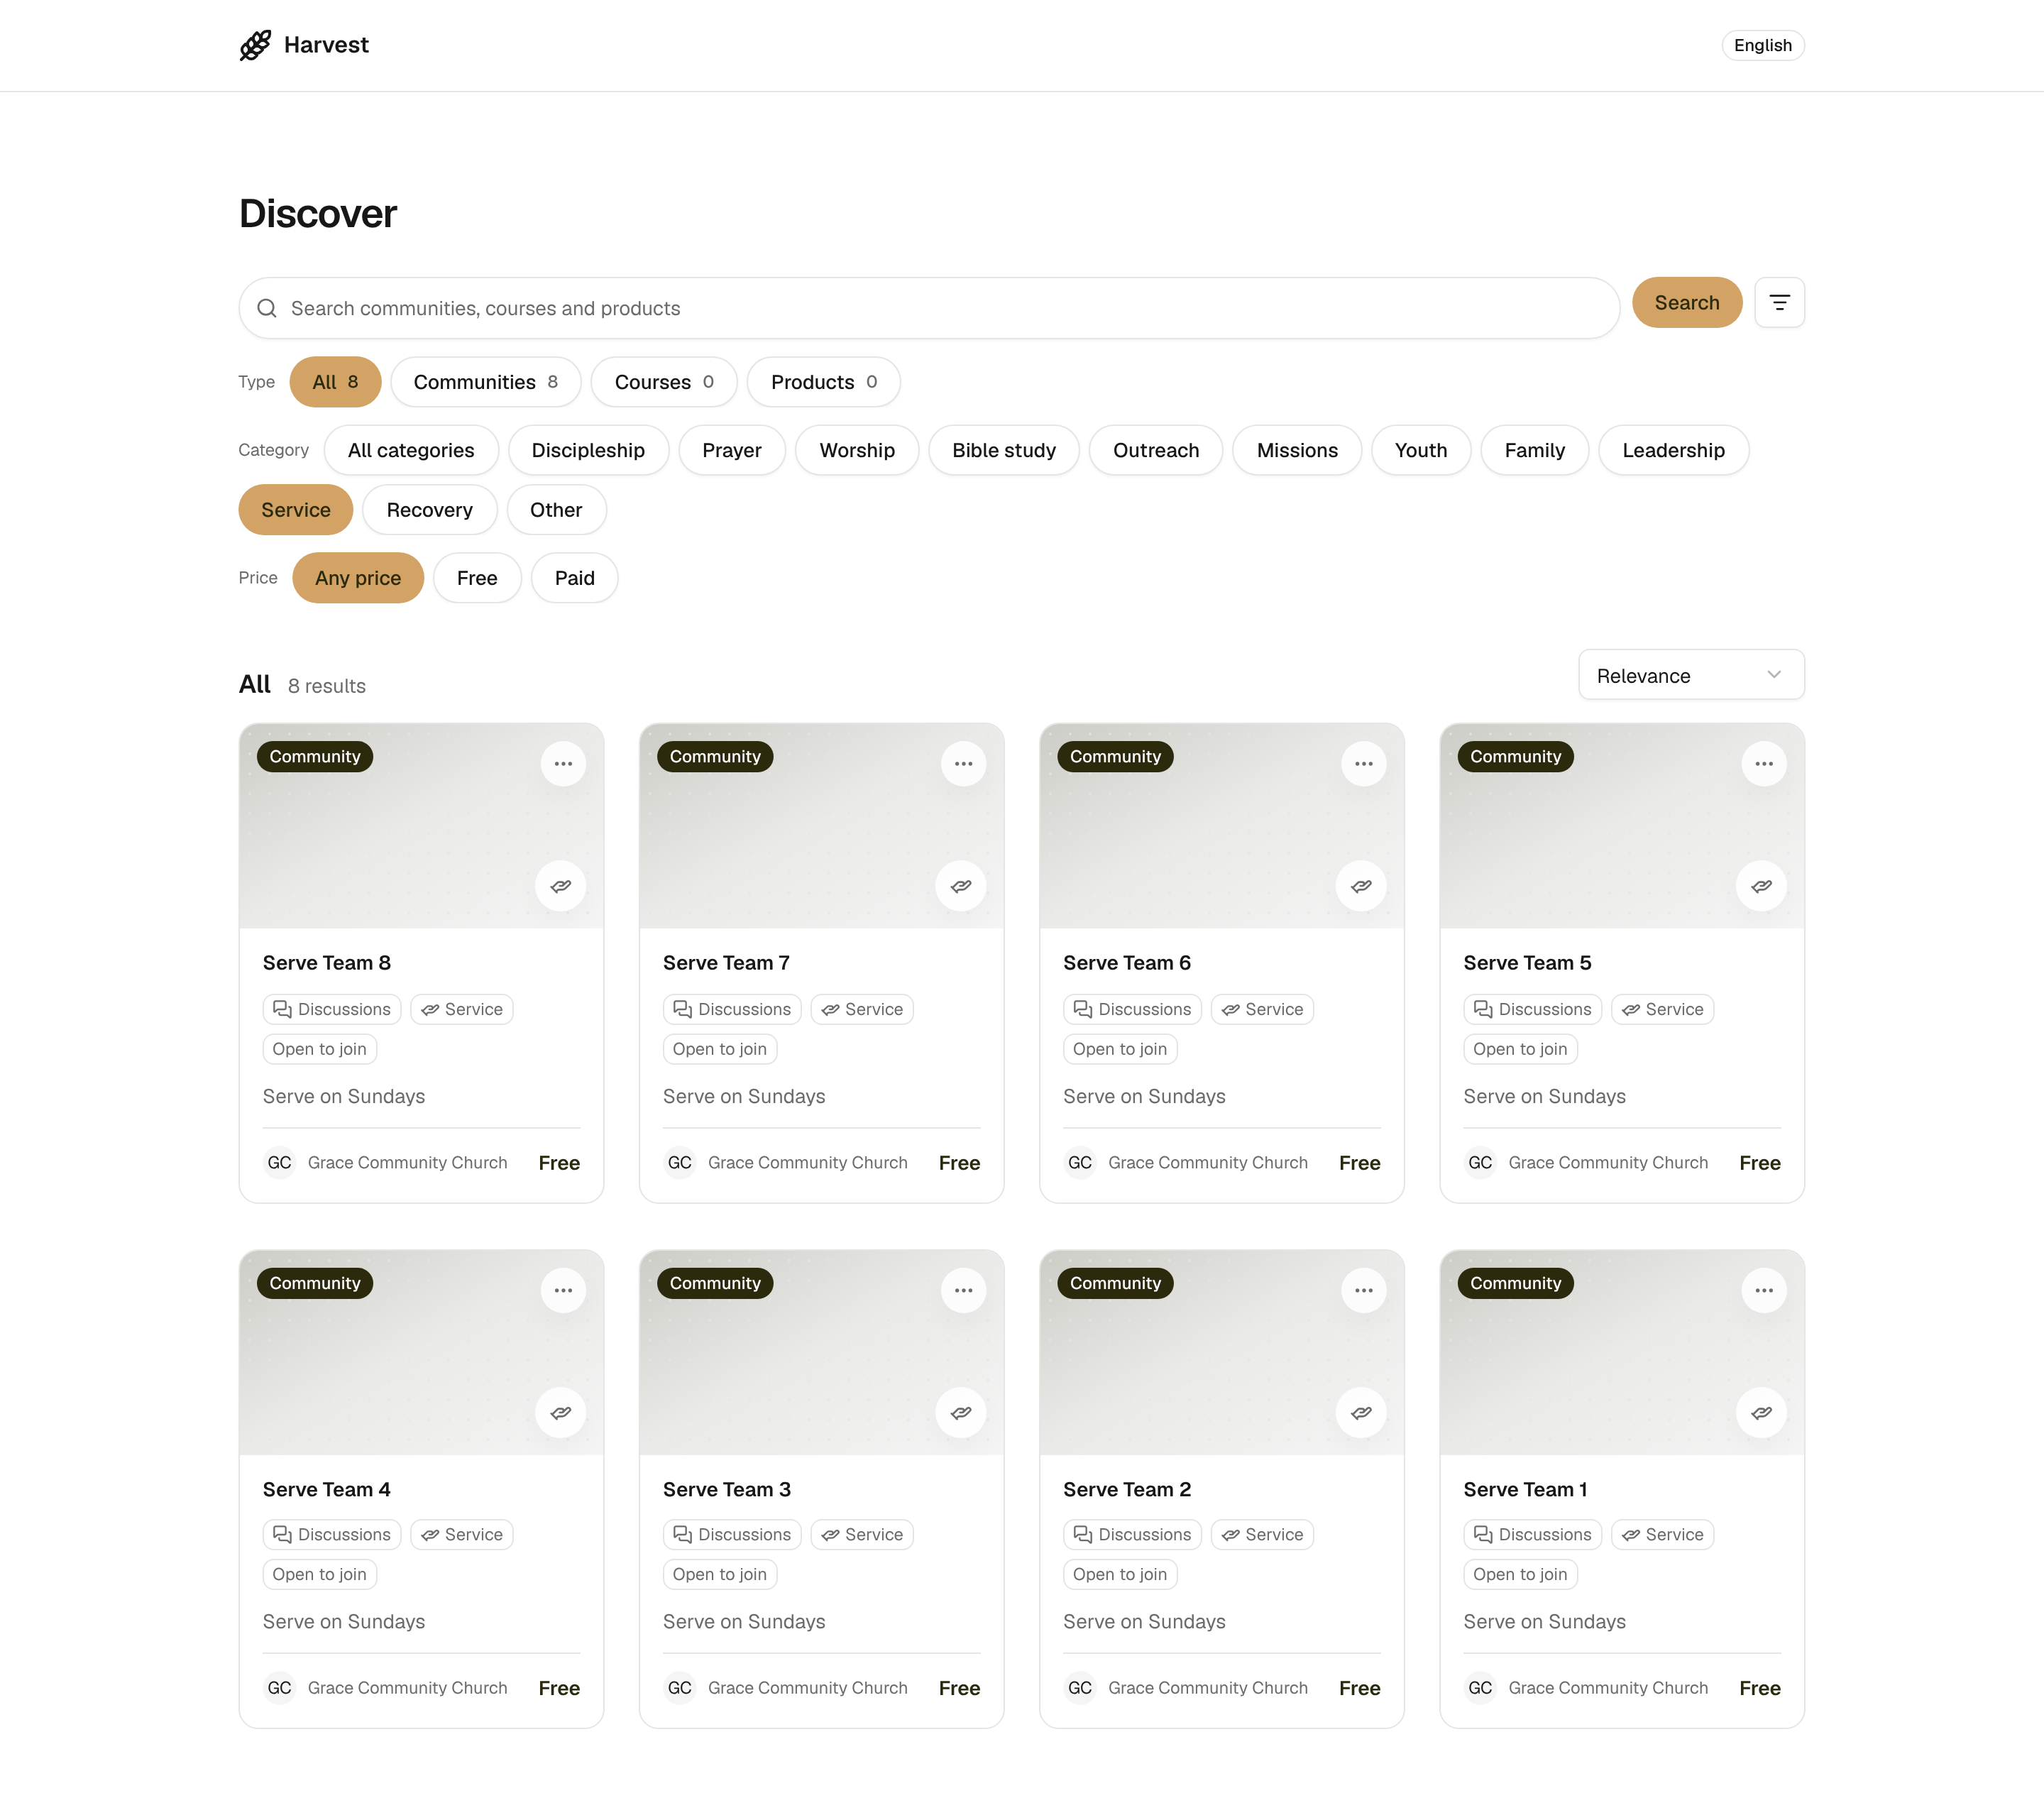 Harvest
English
Discover
Search communities, courses and products
Search
Type All 8 Communities 8 Courses 0 Products 0
Category All categories Discipleship Prayer Worship Bible study Outreach Missions Youth Family Leadership
Service Recovery Other
Price Any price Free Paid
All 8 results
Relevance
Community Community Community Community
Serve Team 8 Serve Team 7 Serve Team 6 Serve Team 5
Discussions Service Discussions Service Discussions Service Discussions Service
Open to join Open to join Open to join Open to join
Serve on Sundays Serve on Sundays Serve on Sundays Serve on Sundays
GC Grace Community Church Free GC Grace Community Church Free GC Grace Community Church Free GC Grace Community Church Free
Community Community Community Community
Serve Team 4 Serve Team 3 Serve Team 2 Serve Team 1
Discussions Service Discussions Service Discussions Service Discussions Service
Open to join Open to join Open to join Open to join
Serve on Sundays Serve on Sundays Serve on Sundays Serve on Sundays
GC Grace Community Church Free GC Grace Community Church Free GC Grace Community Church Free GC Grace Community Church Free